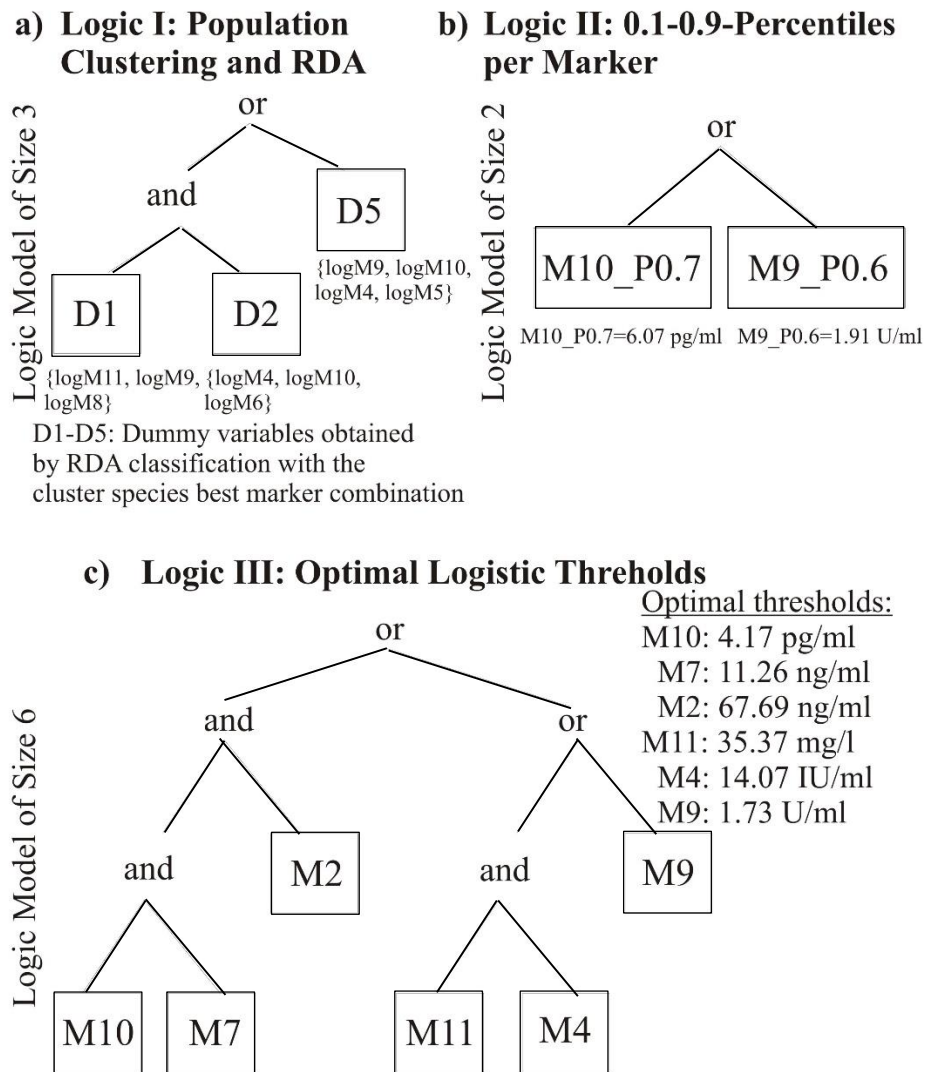 a) Logic I: Population
Clustering and RDA
Logic Model of Size 3
or
and
D5
{logM9, logM10,
logM4, logM5}
D1
D2
{logM11, logM9,
logM8}
{logM4, logM10,
logM6}
D1-D5: Dummy variables obtained
by RDA classification with the
cluster species best marker combination
b) Logic II: 0.1-0.9-Percentiles
per Marker
Logic Model of Size 2
or
M10_P0.7
M9_P0.6
M10_P0.7=6.07 pg/ml
M9_P0.6=1.91 U/ml
c) Logic III: Optimal Logistic Threholds
Optimal thresholds:
M10: 4.17 pg/ml
M7: 11.26 ng/ml
M2: 67.69 ng/ml
M11: 35.37 mg/l
M4: 14.07 IU/ml
M9: 1.73 U/ml
Logic Model of Size 6
or
and
or
and
M2
and
M9
M10
M7
M11
M4